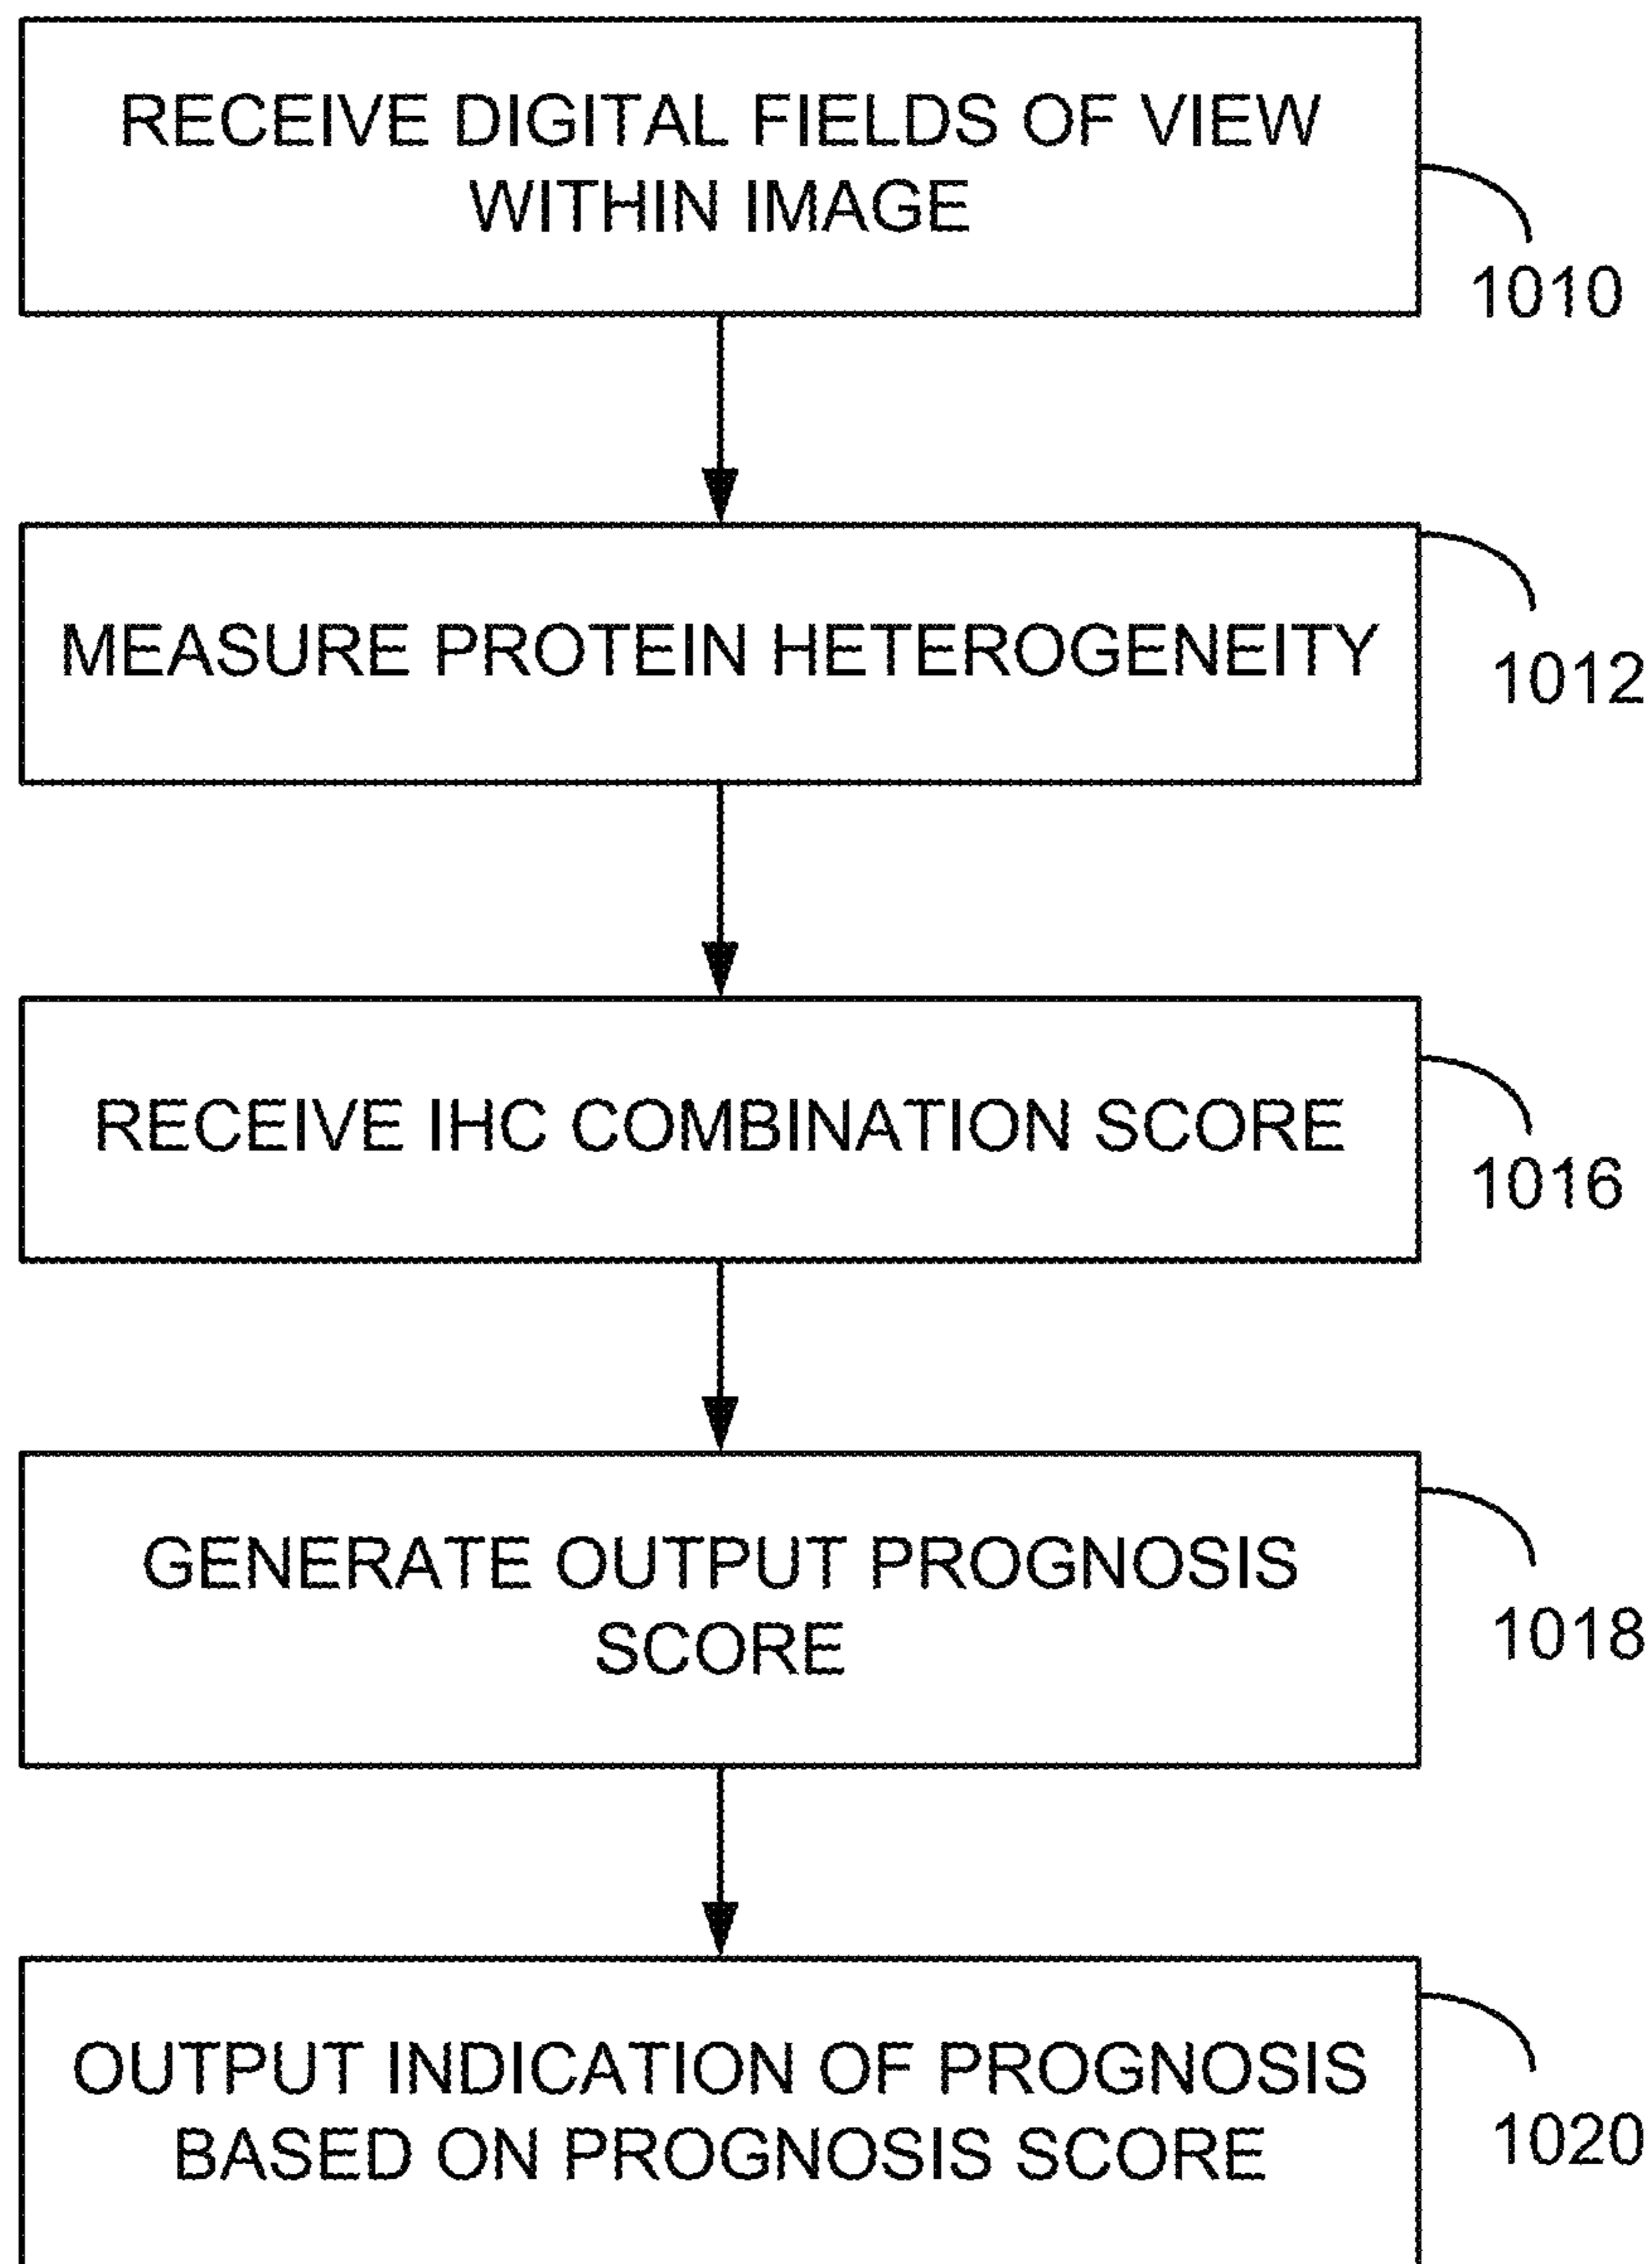 RECEIVE DIGITAL FIELDS OF VIEW
WITHIN IMAGE
1010
MEASURE PROTEIN HETEROGENEITY
1012
RECEIVE IHC COMBINATION SCORE
1016
GENERATE OUTPUT PROGNOSIS
SCORE
1018
OUTPUT INDICATION OF PROGNOSIS
BASED ON PROGNOSIS SCORE
1020